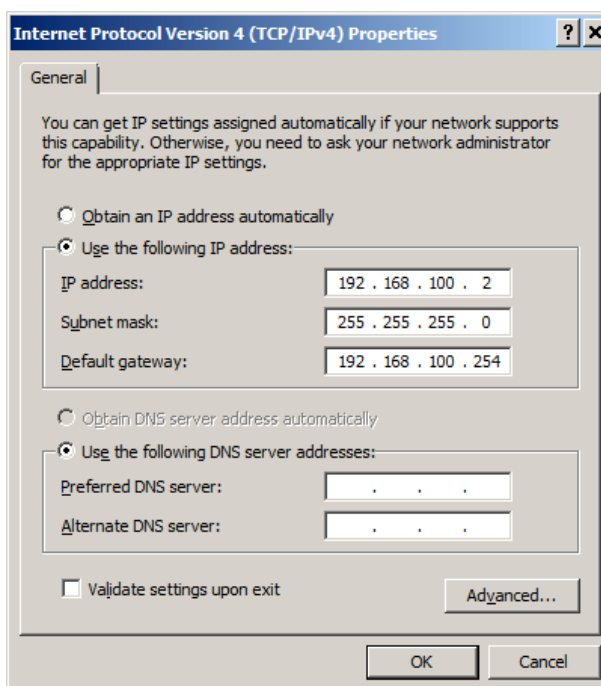 Internet Protocol Version 4 (TCP/IPv4) Properties
General
You can get IP settings assigned automatically if your network supports
this capability. Otherwise, you need to ask your network administrator
for the appropriate IP settings.
Obtain an IP address automatically
Use the following IP address:
IP address: 192 . 168 . 100 . 2
Subnet mask: 255 . 255 . 255 . 0
Default gateway: 192 . 168 . 100 . 254
Obtain DNS server address automatically
Use the following DNS server addresses:
Preferred DNS server: . . .
Alternate DNS server: . . .
Validate settings upon exit
Advanced...
OK Cancel